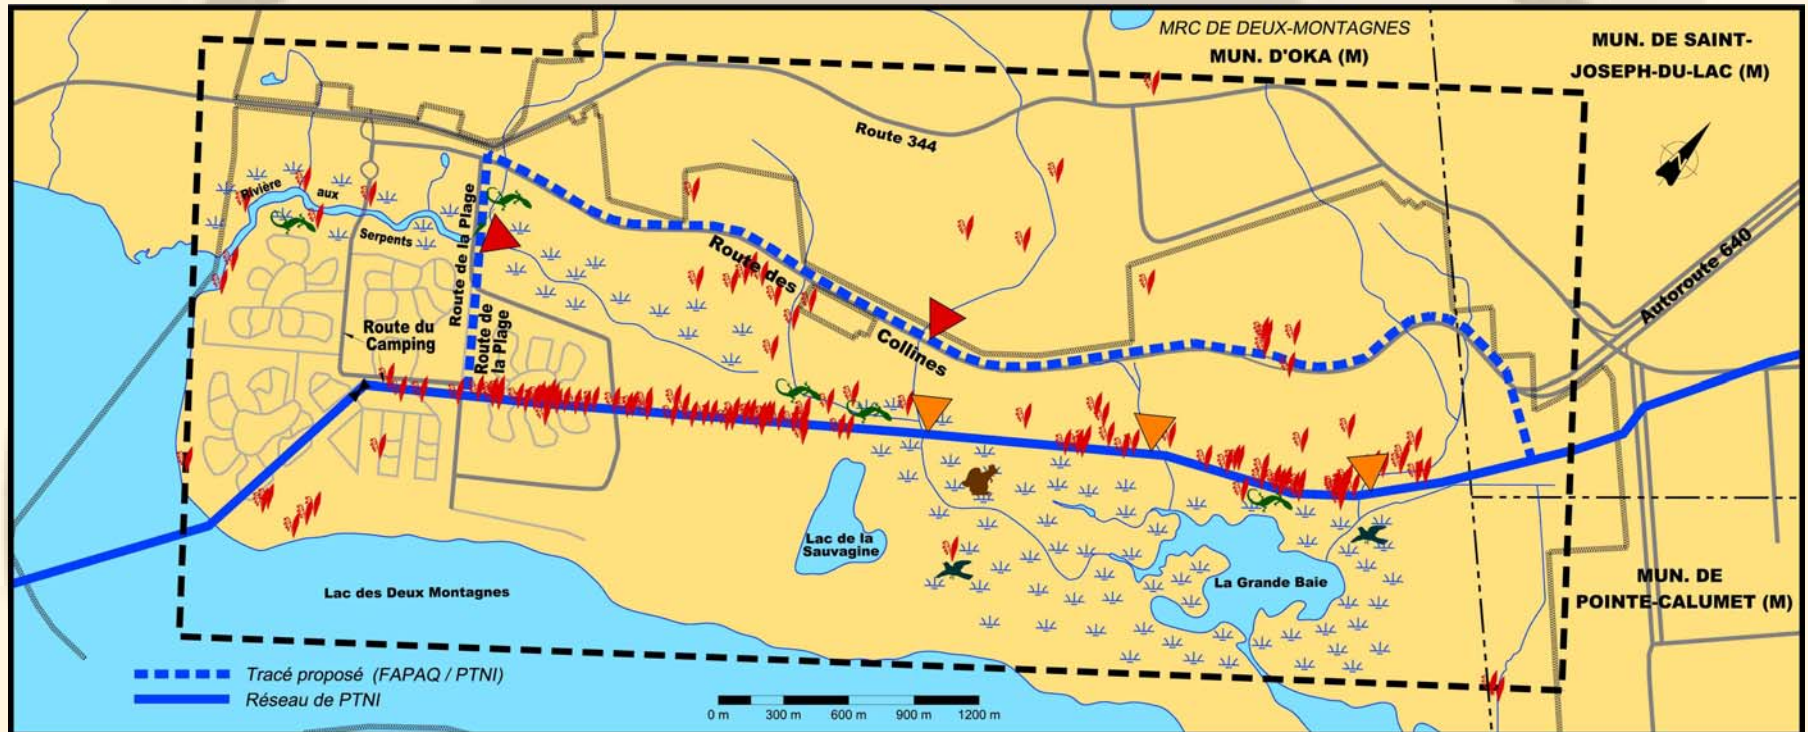 MRC DE DEUX-MONTAGNES
MUN. D'OKA (M)
MUN. DE SAINT-
JOSEPH-DU-LAC (M)
Route 344
N
Rivière
aux
Serpents
Route de la Plage
Route des
Collines
Autoroute 640
Route du
Camping
Route de
la Plage
Lac de la
Sauvagine
La Grande Baie
MUN. DE
POINTE-CALUMET (M)
Lac des Deux Montagnes
Tracé proposé (FAPAQ / PTNI)
Réseau de PTNI
0 m 300 m 600 m 900 m 1200 m